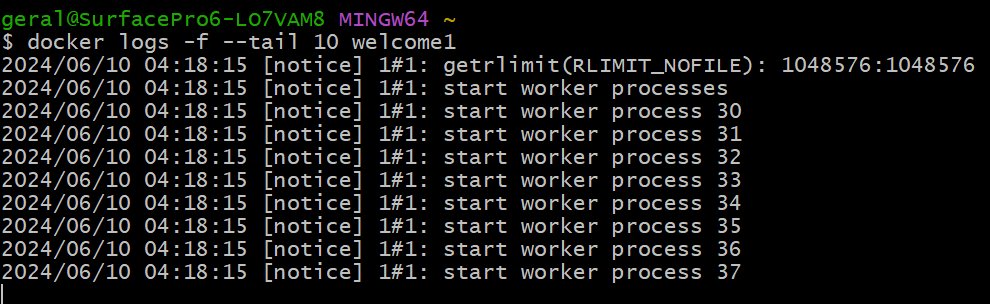 geral@SurfacePro6-LO7VAM8 MINGW64 ~
$ docker logs -f --tail 10 welcome1
2024/06/10 04:18:15 [notice] 1#1: getrlimit(RLIMIT_NOFILE): 1048576:1048576
2024/06/10 04:18:15 [notice] 1#1: start worker processes
2024/06/10 04:18:15 [notice] 1#1: start worker process 30
2024/06/10 04:18:15 [notice] 1#1: start worker process 31
2024/06/10 04:18:15 [notice] 1#1: start worker process 32
2024/06/10 04:18:15 [notice] 1#1: start worker process 33
2024/06/10 04:18:15 [notice] 1#1: start worker process 34
2024/06/10 04:18:15 [notice] 1#1: start worker process 35
2024/06/10 04:18:15 [notice] 1#1: start worker process 36
2024/06/10 04:18:15 [notice] 1#1: start worker process 37